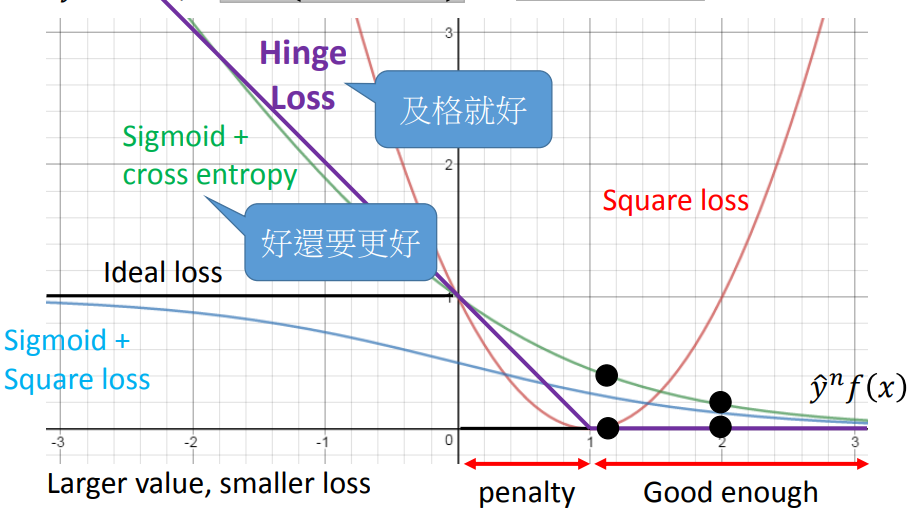 3
Hinge
Loss
及格就好
Sigmoid +
cross entropy
2
Square loss
好還要更好
Ideal loss
1
Sigmoid +
Square loss
ŷⁿf(x)
-3 -2 -1 0 1 2 3
Larger value, smaller loss
penalty
Good enough